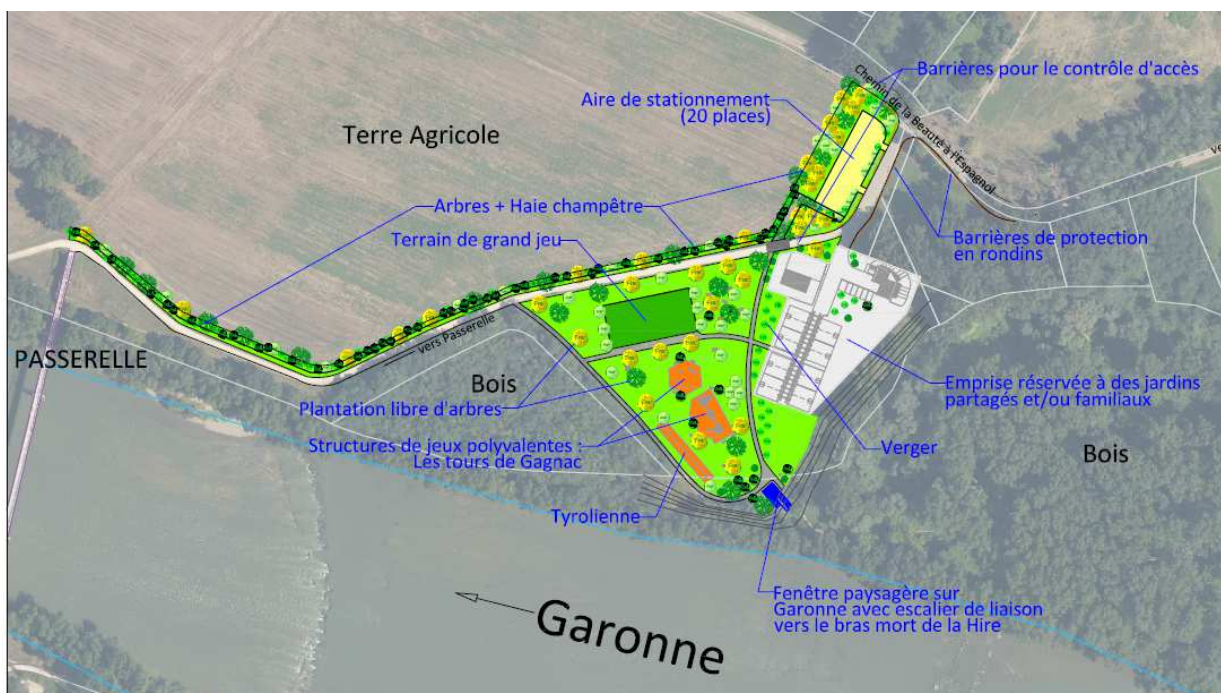 Barrières pour le contrôle d'accès
Chemin de la Beauté à l'Espagnol
Aire de stationnement
(20 places)
Terre Agricole
Arbres + Haie champêtre
Terrain de grand jeu
Barrières de protection
en rondins
vers Passerelle
PASSERELLE
Bois
Plantation libre d'arbres
Emprise réservée à des jardins
partagés et/ou familiaux
Structures de jeux polyvalentes :
Les tours de Gagnac
Verger
Bois
Tyrolienne
Fenêtre paysagère sur
Garonne avec escalier de liaison
vers le bras mort de la Hire
Garonne